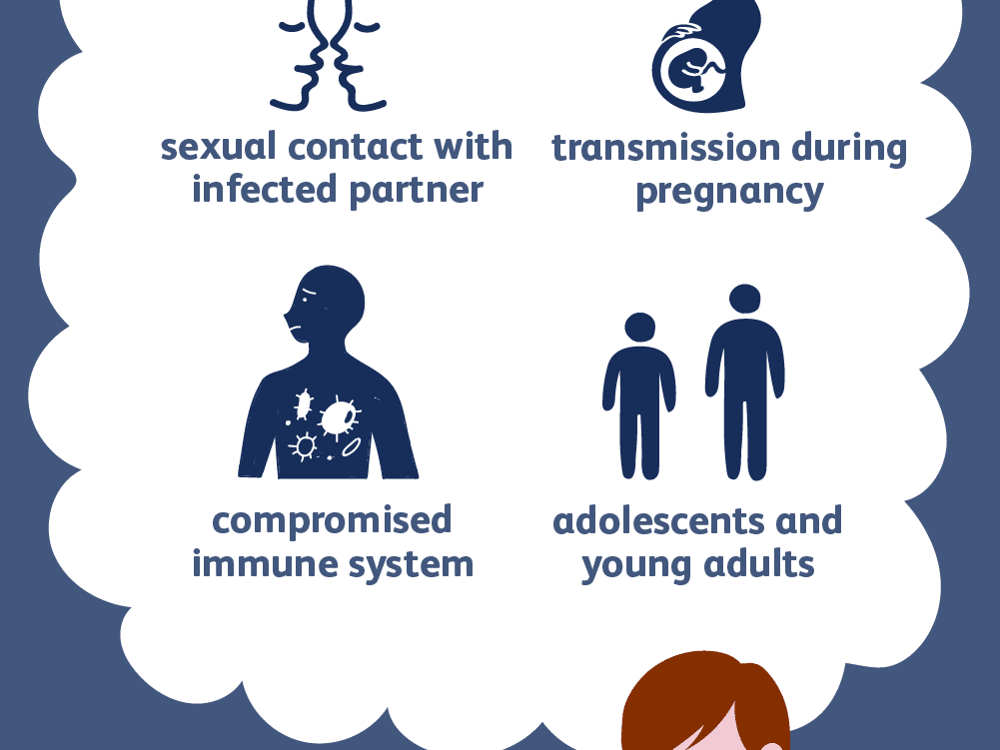 sexual contact with
infected partner
transmission during
pregnancy
compromised
immune system
adolescents and
young adults